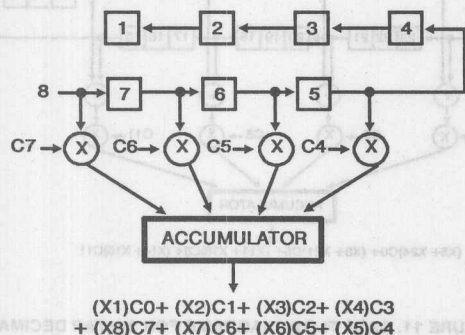 1 2 3 4
8 7 6 5
C7 X C6 X C5 X C4 X
ACCUMULATOR
(X1)C0+ (X2)C1+ (X3)C2+ (X4)C3
+ (X8)C7+ (X7)C6+ (X6)C5+ (X5)C4